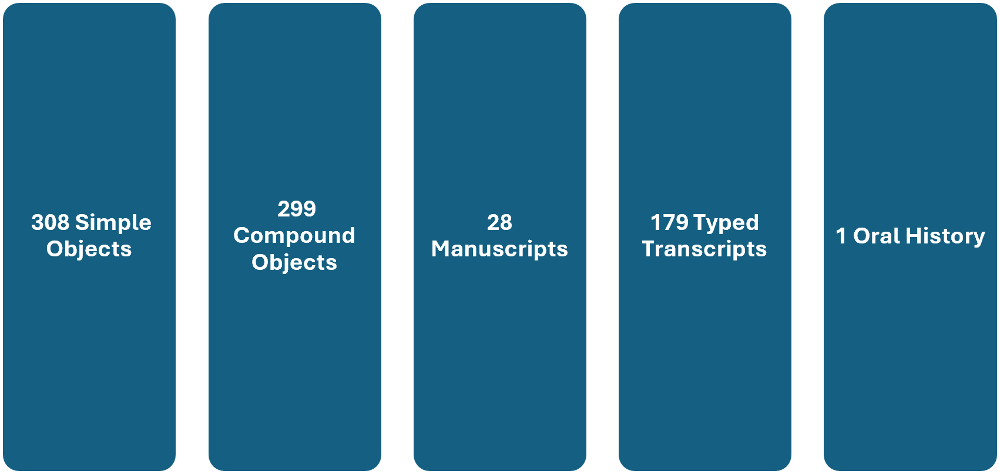 308 Simple
Objects
299
Compound
Objects
28
Manuscripts
179 Typed
Transcripts
1 Oral History